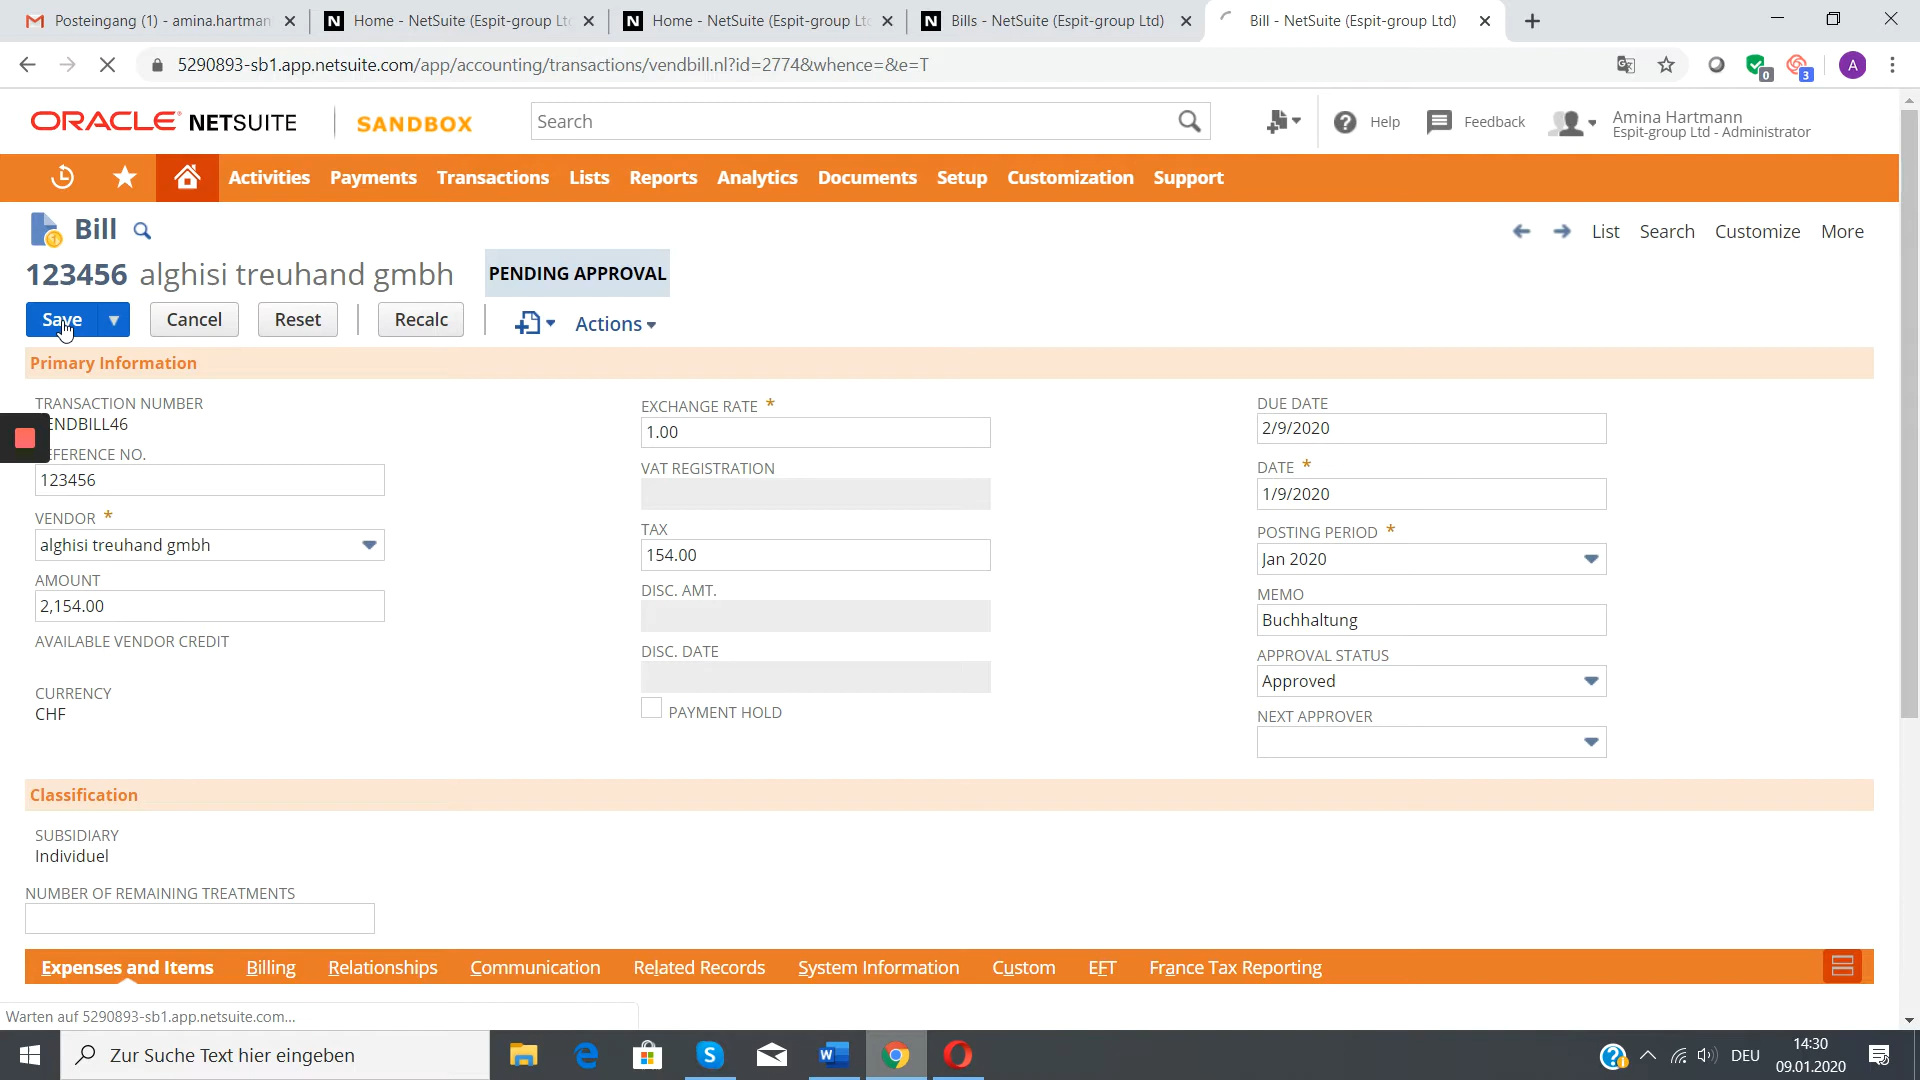 Posteingang (1) - amina.hartman
Home - NetSuite (Espit-group Lt
Home - NetSuite (Espit-group Lt
Bills - NetSuite (Espit-group Ltd)
Bill - NetSuite (Espit-group Ltd)
5290893-sb1.app.netsuite.com/app/accounting/transactions/vendbill.nl?id=2774&whence=&e=T
0
3
A
ORACLE NETSUITE
SANDBOX
Search
Help
Feedback
Amina Hartmann
Espit-group Ltd - Administrator
Activities Payments Transactions Lists Reports Analytics Documents Setup Customization Support
Bill
List Search Customize More
123456 alghisi treuhand gmbh
PENDING APPROVAL
Save
Cancel
Reset
Recalc
Actions
Primary Information
TRANSACTION NUMBER
ENDBILL46
EFERENCE NO.
123456
VENDOR *
alghisi treuhand gmbh
AMOUNT
2,154.00
AVAILABLE VENDOR CREDIT
CURRENCY
CHF
EXCHANGE RATE *
1.00
VAT REGISTRATION
TAX
154.00
DISC. AMT.
DISC. DATE
PAYMENT HOLD
DUE DATE
2/9/2020
DATE *
1/9/2020
POSTING PERIOD *
Jan 2020
MEMO
Buchhaltung
APPROVAL STATUS
Approved
NEXT APPROVER
Classification
SUBSIDIARY
Individuel
NUMBER OF REMAINING TREATMENTS
Expenses and Items Billing Relationships Communication Related Records System Information Custom EFT France Tax Reporting
Warten auf 5290893-sb1.app.netsuite.com...
Zur Suche Text hier eingeben
DEU
14:30
09.01.2020